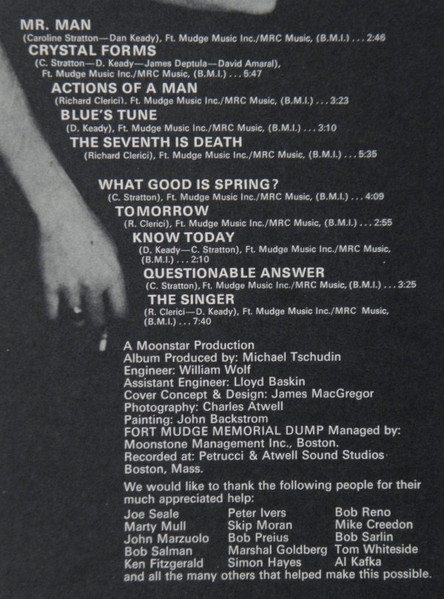 MR. MAN
(Caroline Stratton—Dan Keady), Ft. Mudge Music Inc./MRC Music, (B.M.I.) ... 2:46
CRYSTAL FORMS
(C. Stratton—D. Keady—James Deptula—David Amaral),
Ft. Mudge Music Inc./MRC Music, (B.M.I.) ... 5:47
ACTIONS OF A MAN
(Richard Clerici), Ft. Mudge Music Inc./MRC Music, (B.M.I.) ... 3:23
BLUE'S TUNE
(D. Keady), Ft. Mudge Music Inc./MRC Music, (B.M.I.) ... 3:10
THE SEVENTH IS DEATH
(Richard Clerici), Ft. Mudge Music Inc./MRC Music, (B.M.I.) ... 5:35
WHAT GOOD IS SPRING?
(C. Stratton), Ft. Mudge Music Inc./MRC Music, (B.M.I.) ... 4:09
TOMORROW
(R. Clerici), Ft. Mudge Music Inc./MRC Music, (B.M.I.) ... 2:55
KNOW TODAY
(D. Keady—C. Stratton), Ft. Mudge Music Inc./MRC Music,
(B.M.I.) ... 2:10
QUESTIONABLE ANSWER
(C. Stratton), Ft. Mudge Music Inc./MRC Music, (B.M.I.) ... 3:25
THE SINGER
(R. Clerici—D. Keady), Ft. Mudge Music Inc./MRC Music,
(B.M.I.) ... 7:40
A Moonstar Production
Album Produced by: Michael Tschudin
Engineer: William Wolf
Assistant Engineer: Lloyd Baskin
Cover Concept & Design: James MacGregor
Photography: Charles Atwell
Painting: John Backstrom
FORT MUDGE MEMORIAL DUMP Managed by:
Moonstone Management Inc., Boston.
Recorded at: Petrucci & Atwell Sound Studios
Boston, Mass.
We would like to thank the following people for their
much appreciated help:
Joe Seale Peter Ivers Bob Reno
Marty Mull Skip Moran Mike Creedon
John Marzuolo Bob Preius Bob Sarlin
Bob Salman Marshal Goldberg Tom Whiteside
Ken Fitzgerald Simon Hayes Al Kafka
and all the many others that helped make this possible.